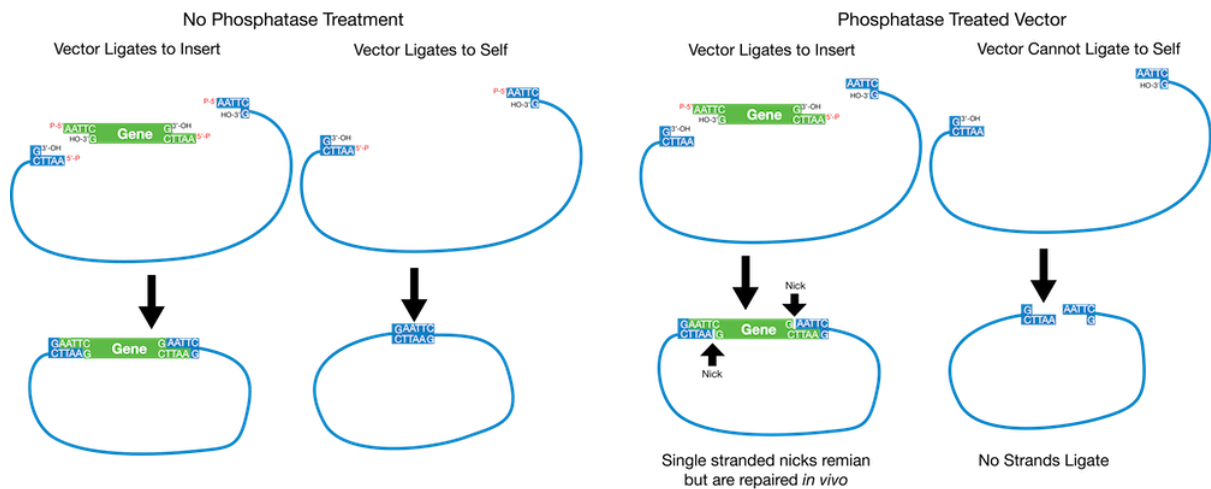 No Phosphatase Treatment
Vector Ligates to Insert
Vector Ligates to Self
P-5' AATTC
HO-3' G
P-5' AATTC
HO-3' G
Gene
G 3'-OH
CTTAA 5'-P
G 3'-OH
CTTAA 5'-P
P-5' AATTC
HO-3' G
G 3'-OH
CTTAA 5'-P
GAATTC
CTTAAG
Gene
GAATTC
CTTAAG
GAATTC
CTTAAG
Phosphatase Treated Vector
Vector Ligates to Insert
Vector Cannot Ligate to Self
AATTC
HO-3' G
P-5' AATTC
HO-3' G
Gene
G 3'-OH
CTTAA 5'-P
G 3'-OH
CTTAA
AATTC
HO-3' G
G 3'-OH
CTTAA
Nick
GAATTC
CTTAAG
Gene
GAATTC
CTTAAG
Nick
G
CTTAA
AATTC
G
Single stranded nicks remian
but are repaired in vivo
No Strands Ligate